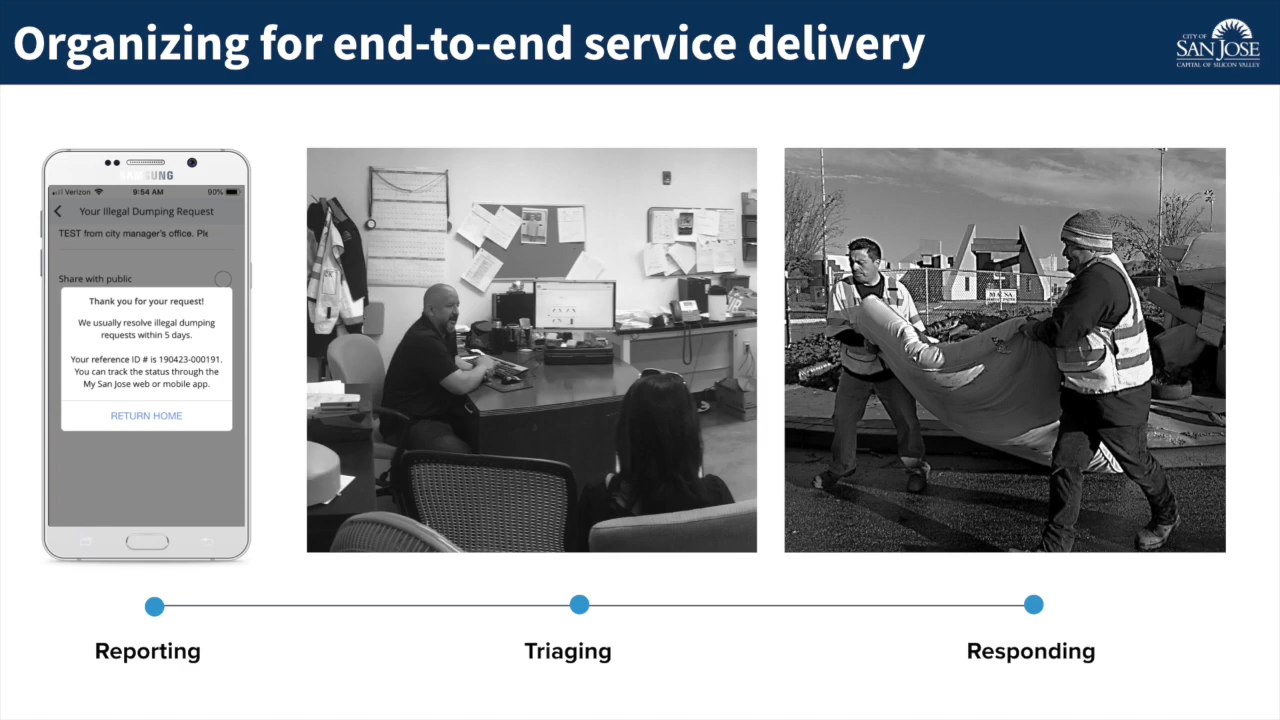 Organizing for end-to-end service delivery
CITY OF
SAN JOSE
CAPITAL OF SILICON VALLEY
SAMSUNG
Verizon 9:54 AM 90%
Your Illegal Dumping Request
TEST from city manager's office. Ple
Share with public
Thank you for your request!
We usually resolve illegal dumping
requests within 5 days.
Your reference ID # is 190423-000191.
You can track the status through the
My San Jose web or mobile app.
RETURN HOME
Reporting
Triaging
Responding